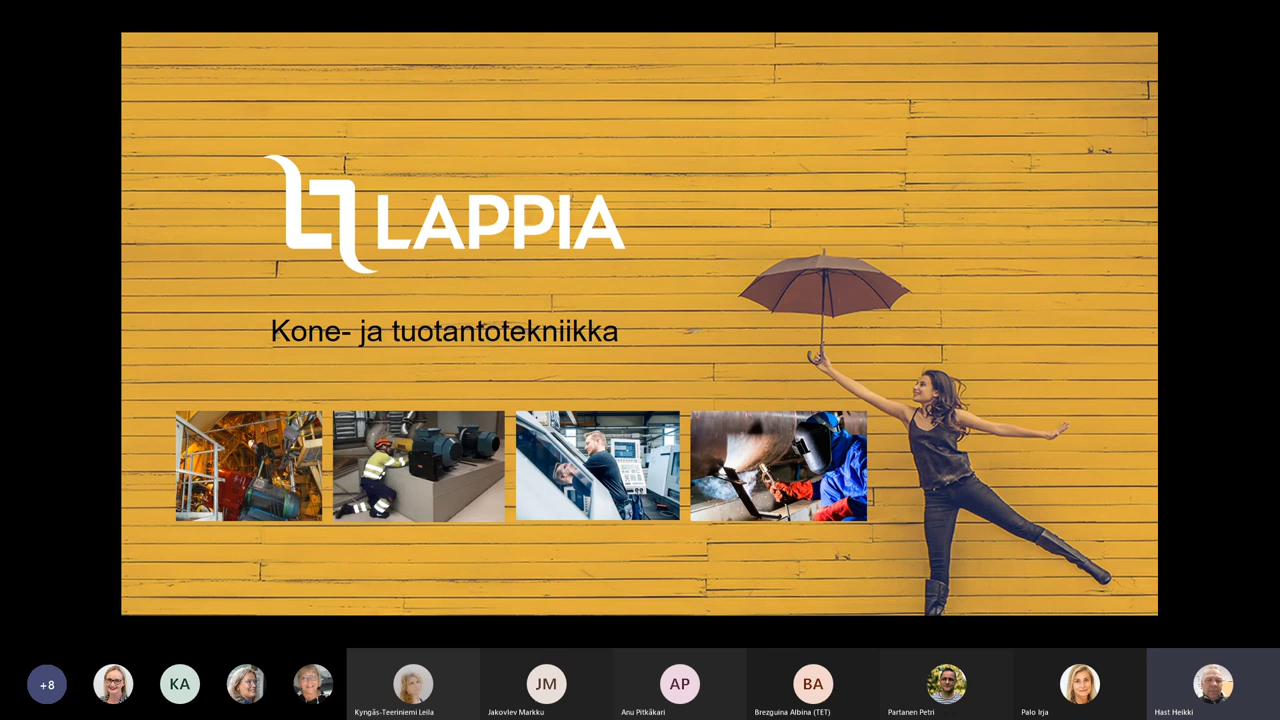 LAPPIA
Kone- ja tuotantotekniikka
+8
KA
JM
AP
BA
Kyngäs-Teeriniemi Leila
Jakovlev Markku
Anu Pitkäkari
Brezguina Albina (TET)
Partanen Petri
Palo Irja
Hast Heikki